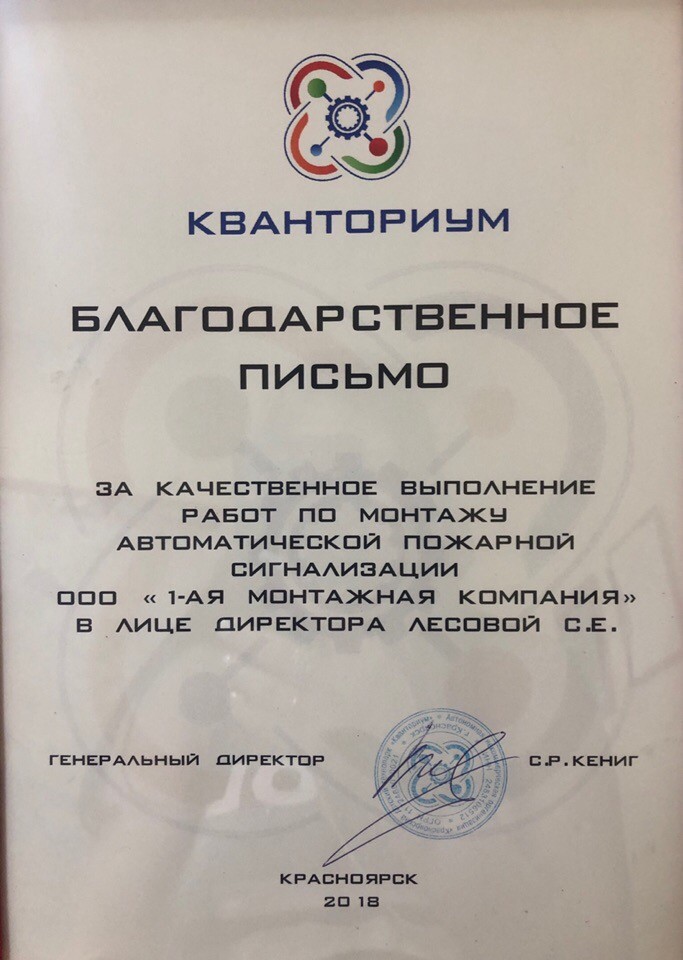 КВАНТОРИУМ
БЛАГОДАРСТВЕННОЕ
ПИСЬМО
ЗА КАЧЕСТВЕННОЕ ВЫПОЛНЕНИЕ
РАБОТ ПО МОНТАЖУ
АВТОМАТИЧЕСКОЙ ПОЖАРНОЙ
СИГНАЛИЗАЦИИ
ООО « 1-АЯ МОНТАЖНАЯ КОМПАНИЯ»
В ЛИЦЕ ДИРЕКТОРА ЛЕСОВОЙ С.Е.
ГЕНЕРАЛЬНЫЙ ДИРЕКТОР С.Р.КЕНИГ
КРАСНОЯРСК
2018